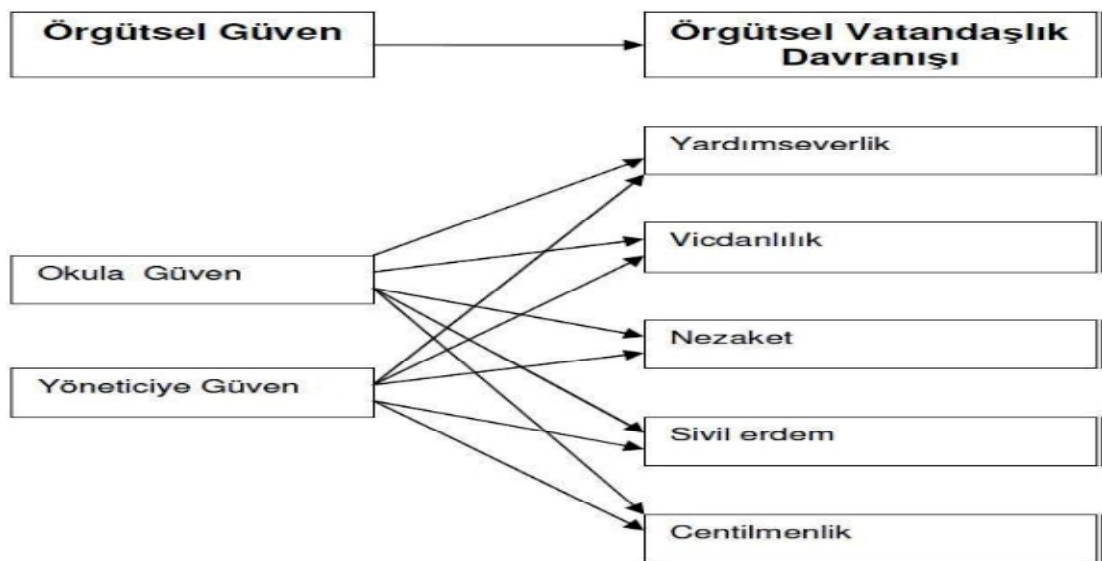 Örgütsel Güven
Örgütsel Vatandaşlık
Davranışı
Yardımseverlik
Vicdanlılık
Okula Güven
Nezaket
Yöneticiye Güven
Sivil erdem
Centilmenlik